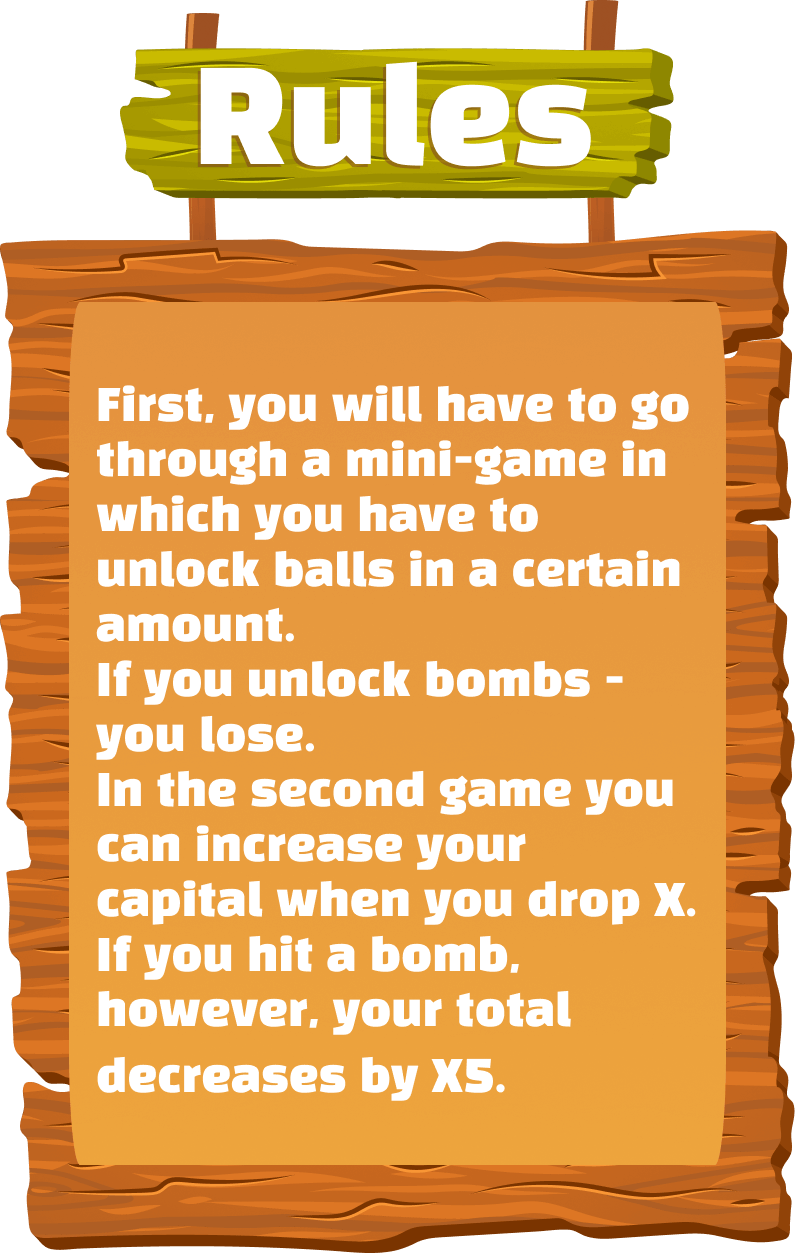 Rules
First, you will have to go
through a mini-game in
which you have to
unlock balls in a certain
amount.
If you unlock bombs -
you lose.
In the second game you
can increase your
capital when you drop X.
If you hit a bomb,
however, your total
decreases by X5.